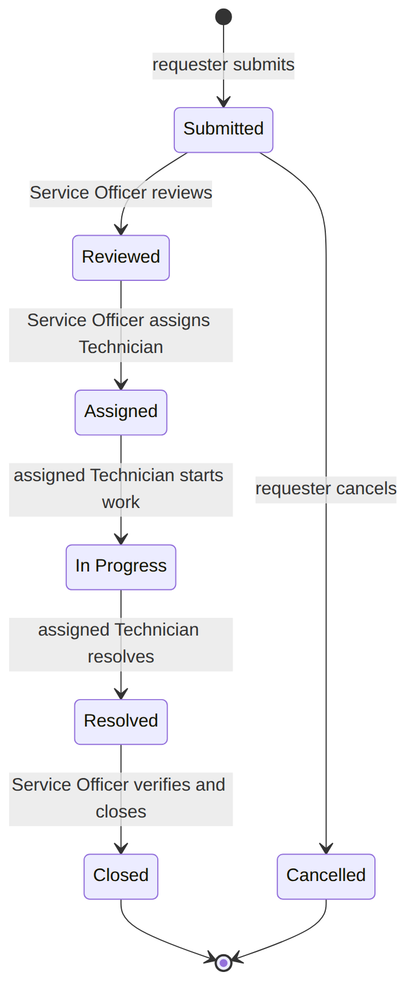 requester submits
Submitted
Service Officer reviews
Reviewed
Service Officer assigns
Technician
Assigned
assigned Technician starts
work
requester cancels
In Progress
assigned Technician
resolves
Resolved
Service Officer verifies and
closes
Closed
Cancelled